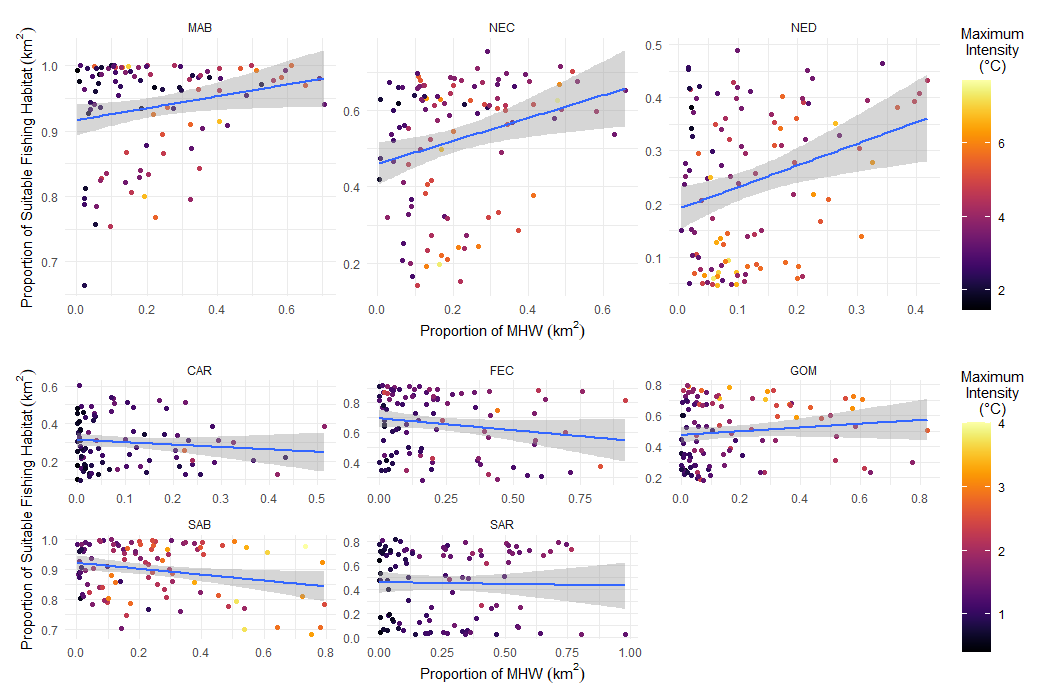 MAB NEC NED
Maximum
Intensity
(°C)
Proportion of Suitable Fishing Habitat (km²)
1.0
0.9
0.8
0.7
0.6
0.4
0.2
0.5
0.4
0.3
0.2
0.1
6
4
2
0.0 0.2 0.4 0.6 0.0 0.2 0.4 0.6 0.0 0.1 0.2 0.3 0.4
Proportion of MHW (km²)
CAR FEC GOM
Maximum
Intensity
(°C)
Proportion of Suitable Fishing Habitat (km²)
0.6
0.4
0.2
0.8
0.6
0.4
0.8
0.7
0.6
0.5
0.4
0.3
0.2
4
3
2
1
0.0 0.1 0.2 0.3 0.4 0.5 0.00 0.25 0.50 0.75 0.0 0.2 0.4 0.6 0.8
SAB SAR
1.0
0.9
0.8
0.7
0.8
0.6
0.4
0.2
0.0
0.0 0.2 0.4 0.6 0.8 0.00 0.25 0.50 0.75 1.00
Proportion of MHW (km²)